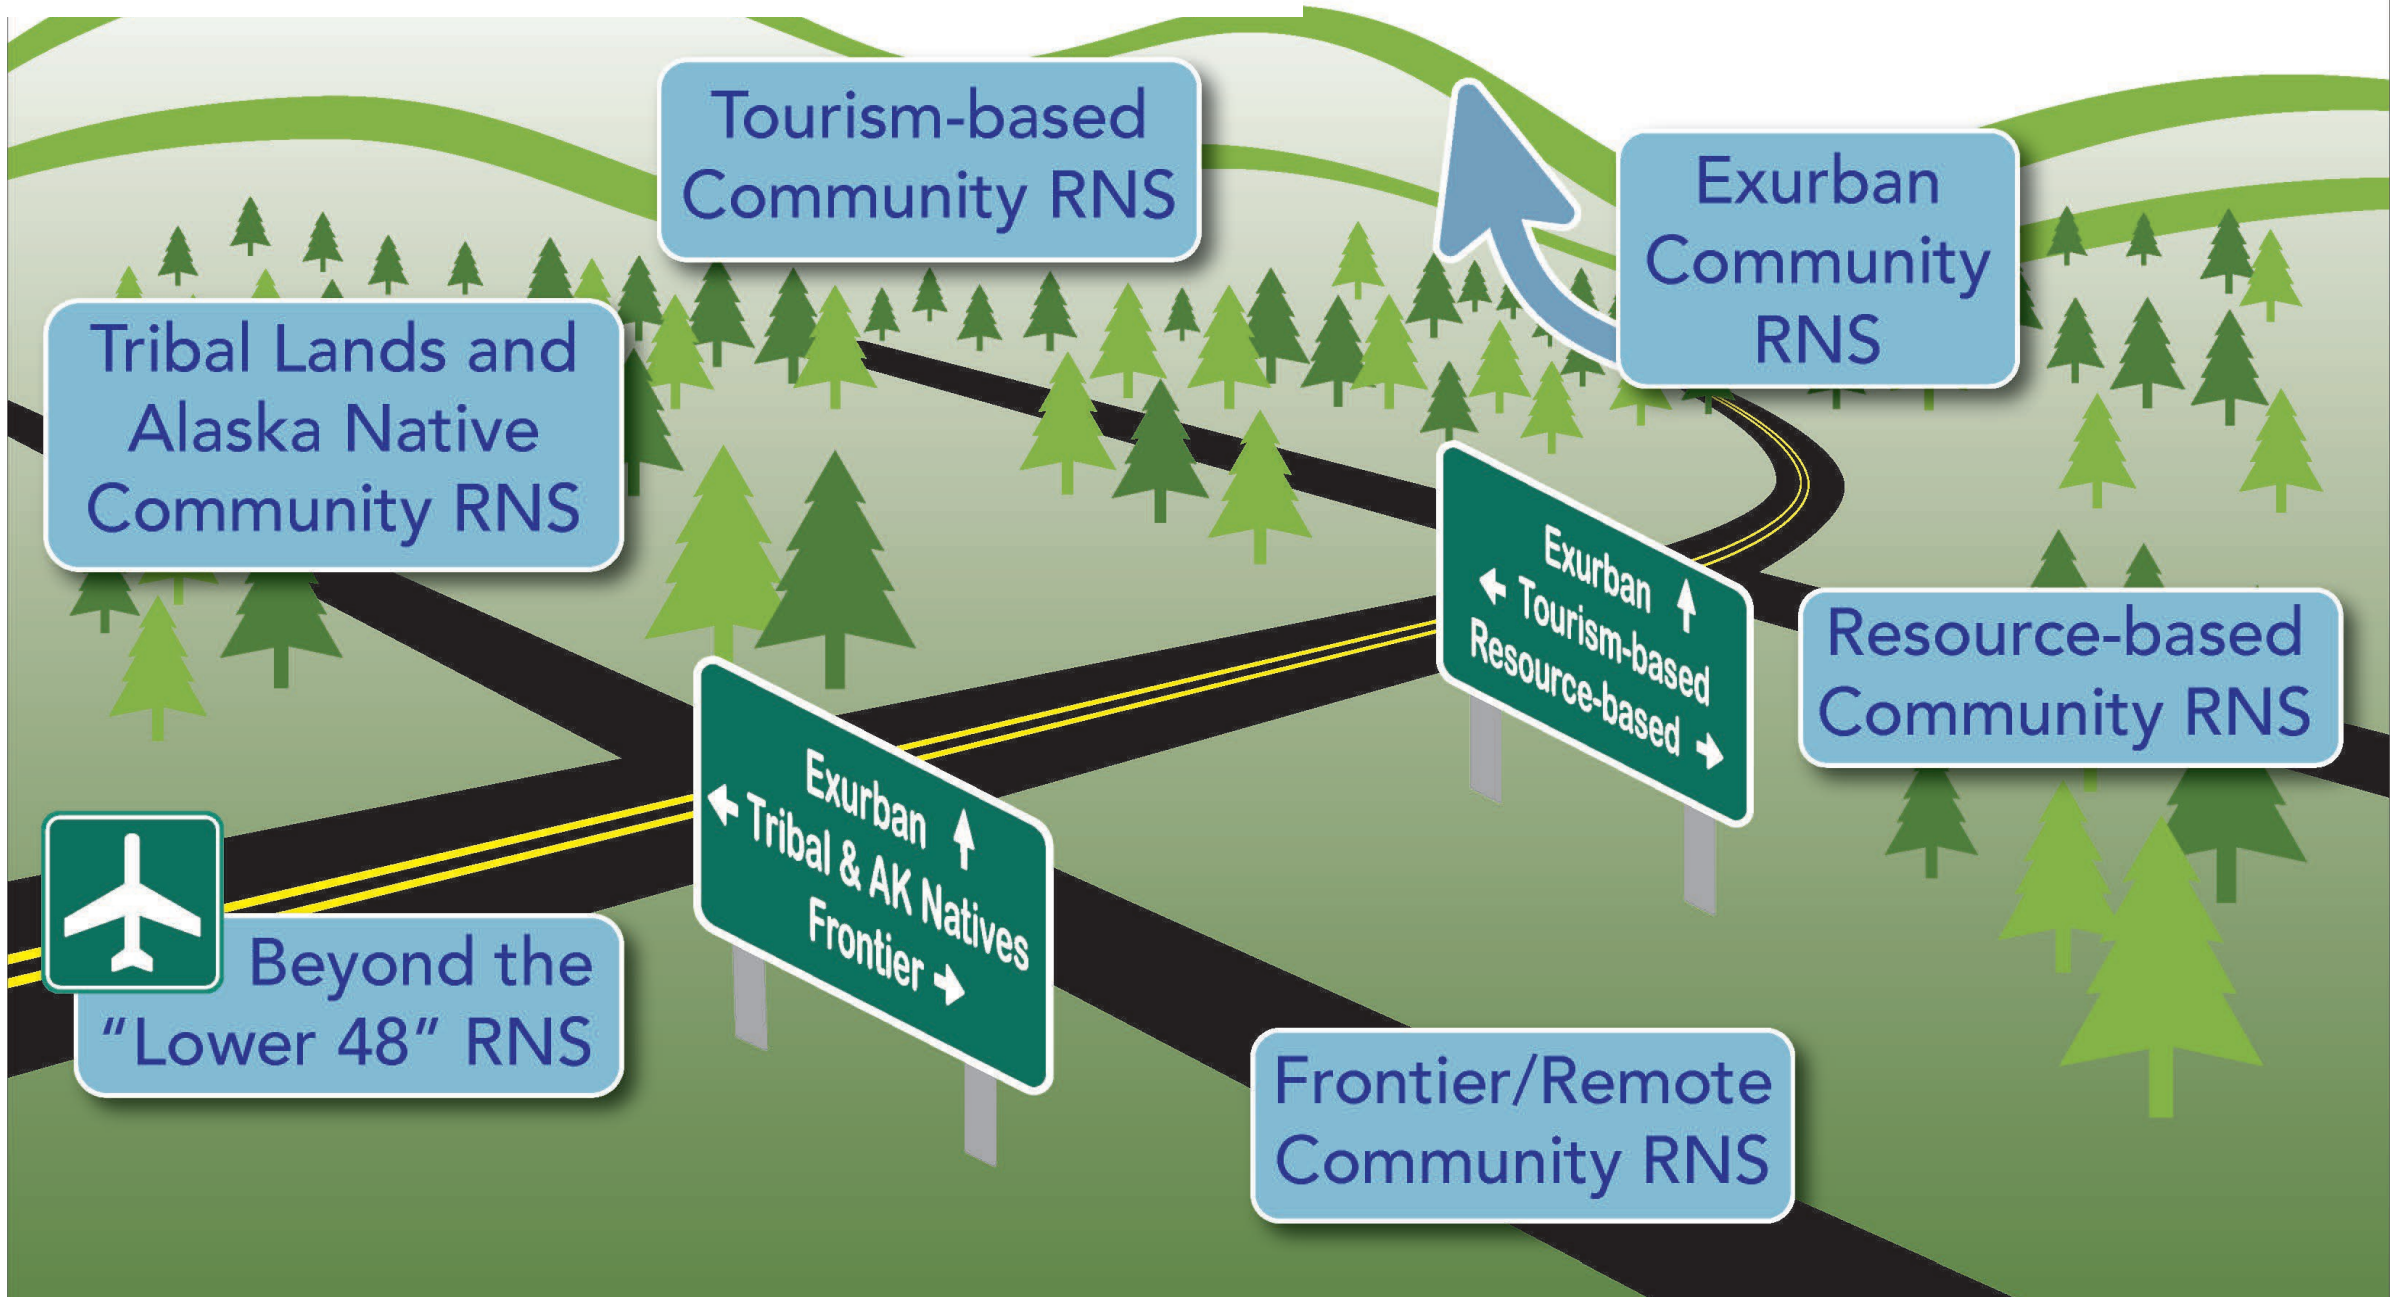 Tourism-based
Community RNS
Exurban
Community
RNS
Tribal Lands and
Alaska Native
Community RNS
Exurban
Tourism-based
Resource-based
Resource-based
Community RNS
Exurban
Tribal & AK Natives
Frontier
Beyond the
“Lower 48” RNS
Frontier/Remote
Community RNS